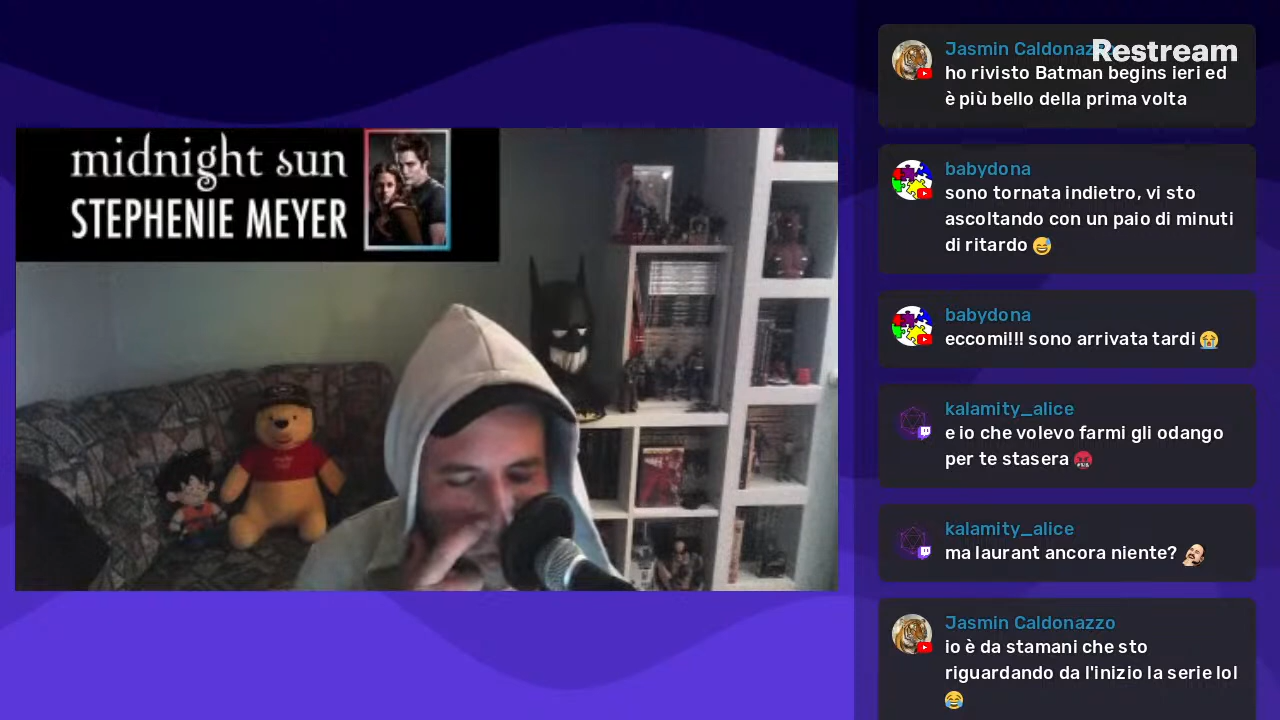 midnight sun
STEPHENIE MEYER
Restream
Jasmin Caldonazzo
ho rivisto Batman begins ieri ed
è più bello della prima volta
babydona
sono tornata indietro, vi sto
ascoltando con un paio di minuti
di ritardo 😅
babydona
eccomi!!! sono arrivata tardi 😭
kalamity_alice
e io che volevo farmi gli odango
per te stasera 🤬
kalamity_alice
ma laurant ancora niente?
Jasmin Caldonazzo
io è da stamani che sto
riguardando da l'inizio la serie lol
😂